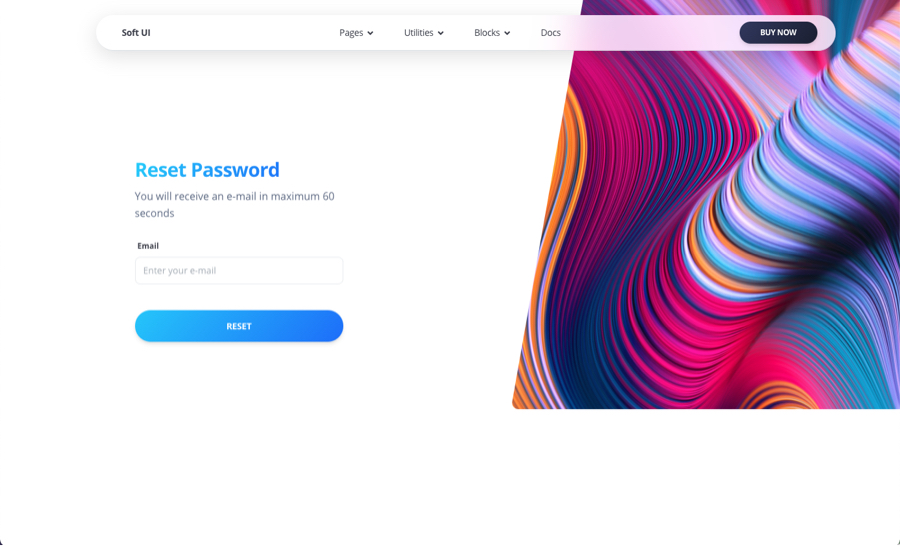 Soft UI
Pages
Utilities
Blocks
Docs
BUY NOW
Reset Password
You will receive an e-mail in maximum 60
seconds
Email
Enter your e-mail
RESET